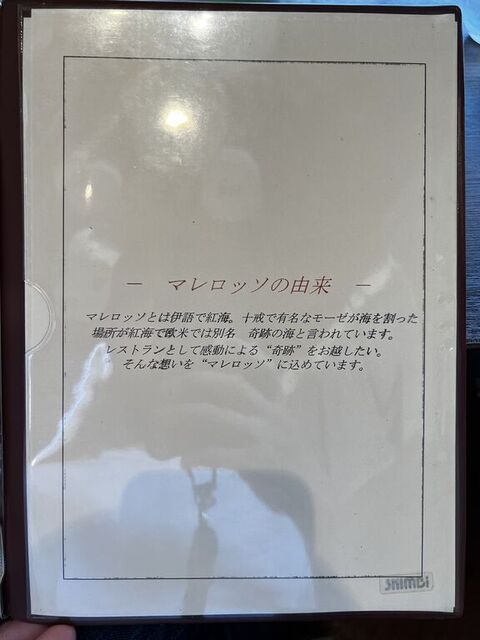 － マレロッソの由来 －
マレロッソとは伊語で紅海。十戒で有名なモーゼが海を割った
場所が紅海で欧米では別名 奇跡の海と言われています。
レストランとして感動による“奇跡”をお越したい。
そんな想いを“マレロッソ”に込めています。
SHIMBI